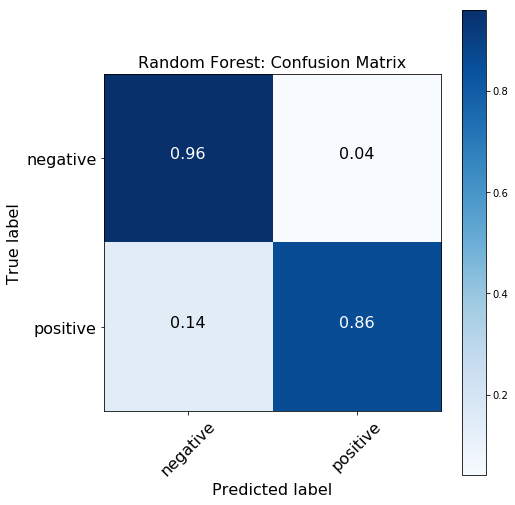 Random Forest: Confusion Matrix
True label
negative
0.96
0.04
positive
0.14
0.86
negative
positive
Predicted label
0.8
0.6
0.4
0.2